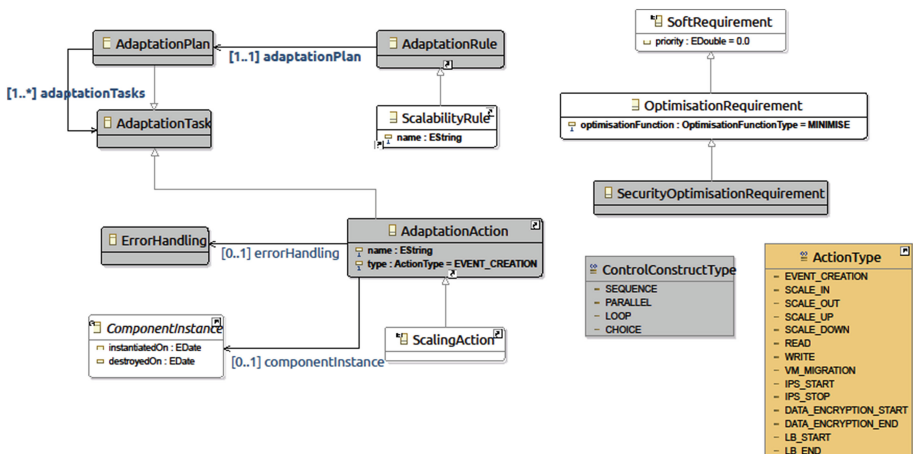 AdaptationPlan
[1..1] adaptationPlan
AdaptationRule
[1..*] adaptationTasks
AdaptationTask
ScalabilityRule
name : EString
ErrorHandling
[0..1] errorHandling
AdaptationAction
name : EString
type : ActionType = EVENT_CREATION
ComponentInstance
instantiatedOn : EDate
destroyedOn : EDate
[0..1] componentInstance
ScalingAction
SoftRequirement
priority : EDouble = 0.0
OptimisationRequirement
optimisationFunction : OptimisationFunctionType = MINIMISE
SecurityOptimisationRequirement
ControlConstructType
SEQUENCE
PARALLEL
LOOP
CHOICE
ActionType
EVENT_CREATION
SCALE_IN
SCALE_OUT
SCALE_UP
SCALE_DOWN
READ
WRITE
VM_MIGRATION
IPS_START
IPS_STOP
DATA_ENCRYPTION_START
DATA_ENCRYPTION_END
LB_START
LB_END